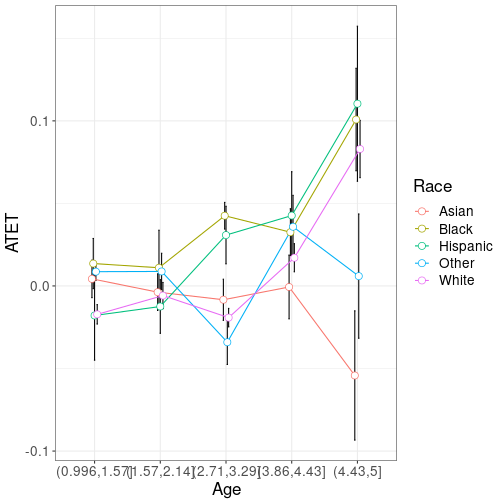 ATET
0.1
0.0
-0.1
(0.996,1.57]
(1.57,2.14]
(2.71,3.29]
(3.86,4.43]
(4.43,5]
Age
Race
Asian
Black
Hispanic
Other
White